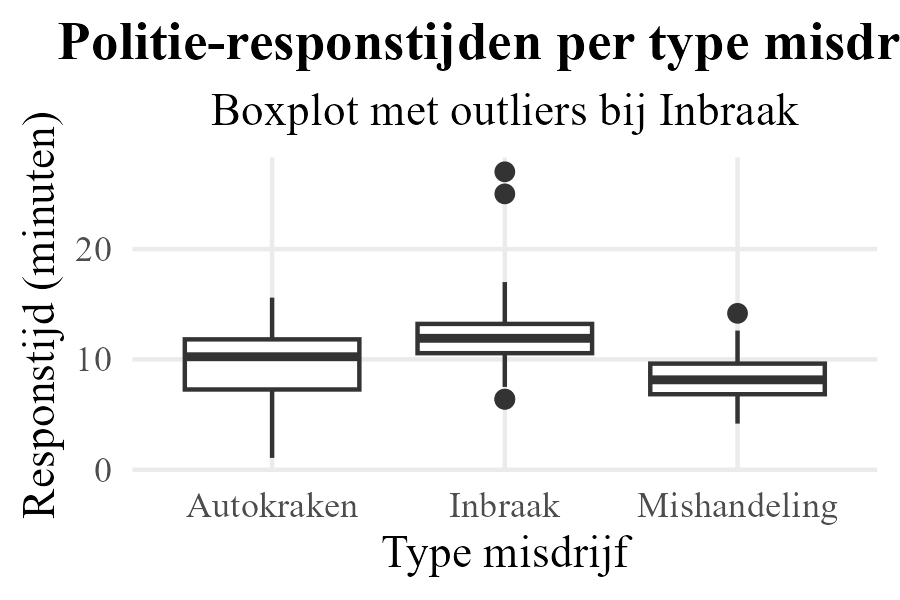 Politie-responstijden per type misdr
Boxplot met outliers bij Inbraak
Responstijd (minuten)
20
10
0
Autokraken Inbraak Mishandeling
Type misdrijf